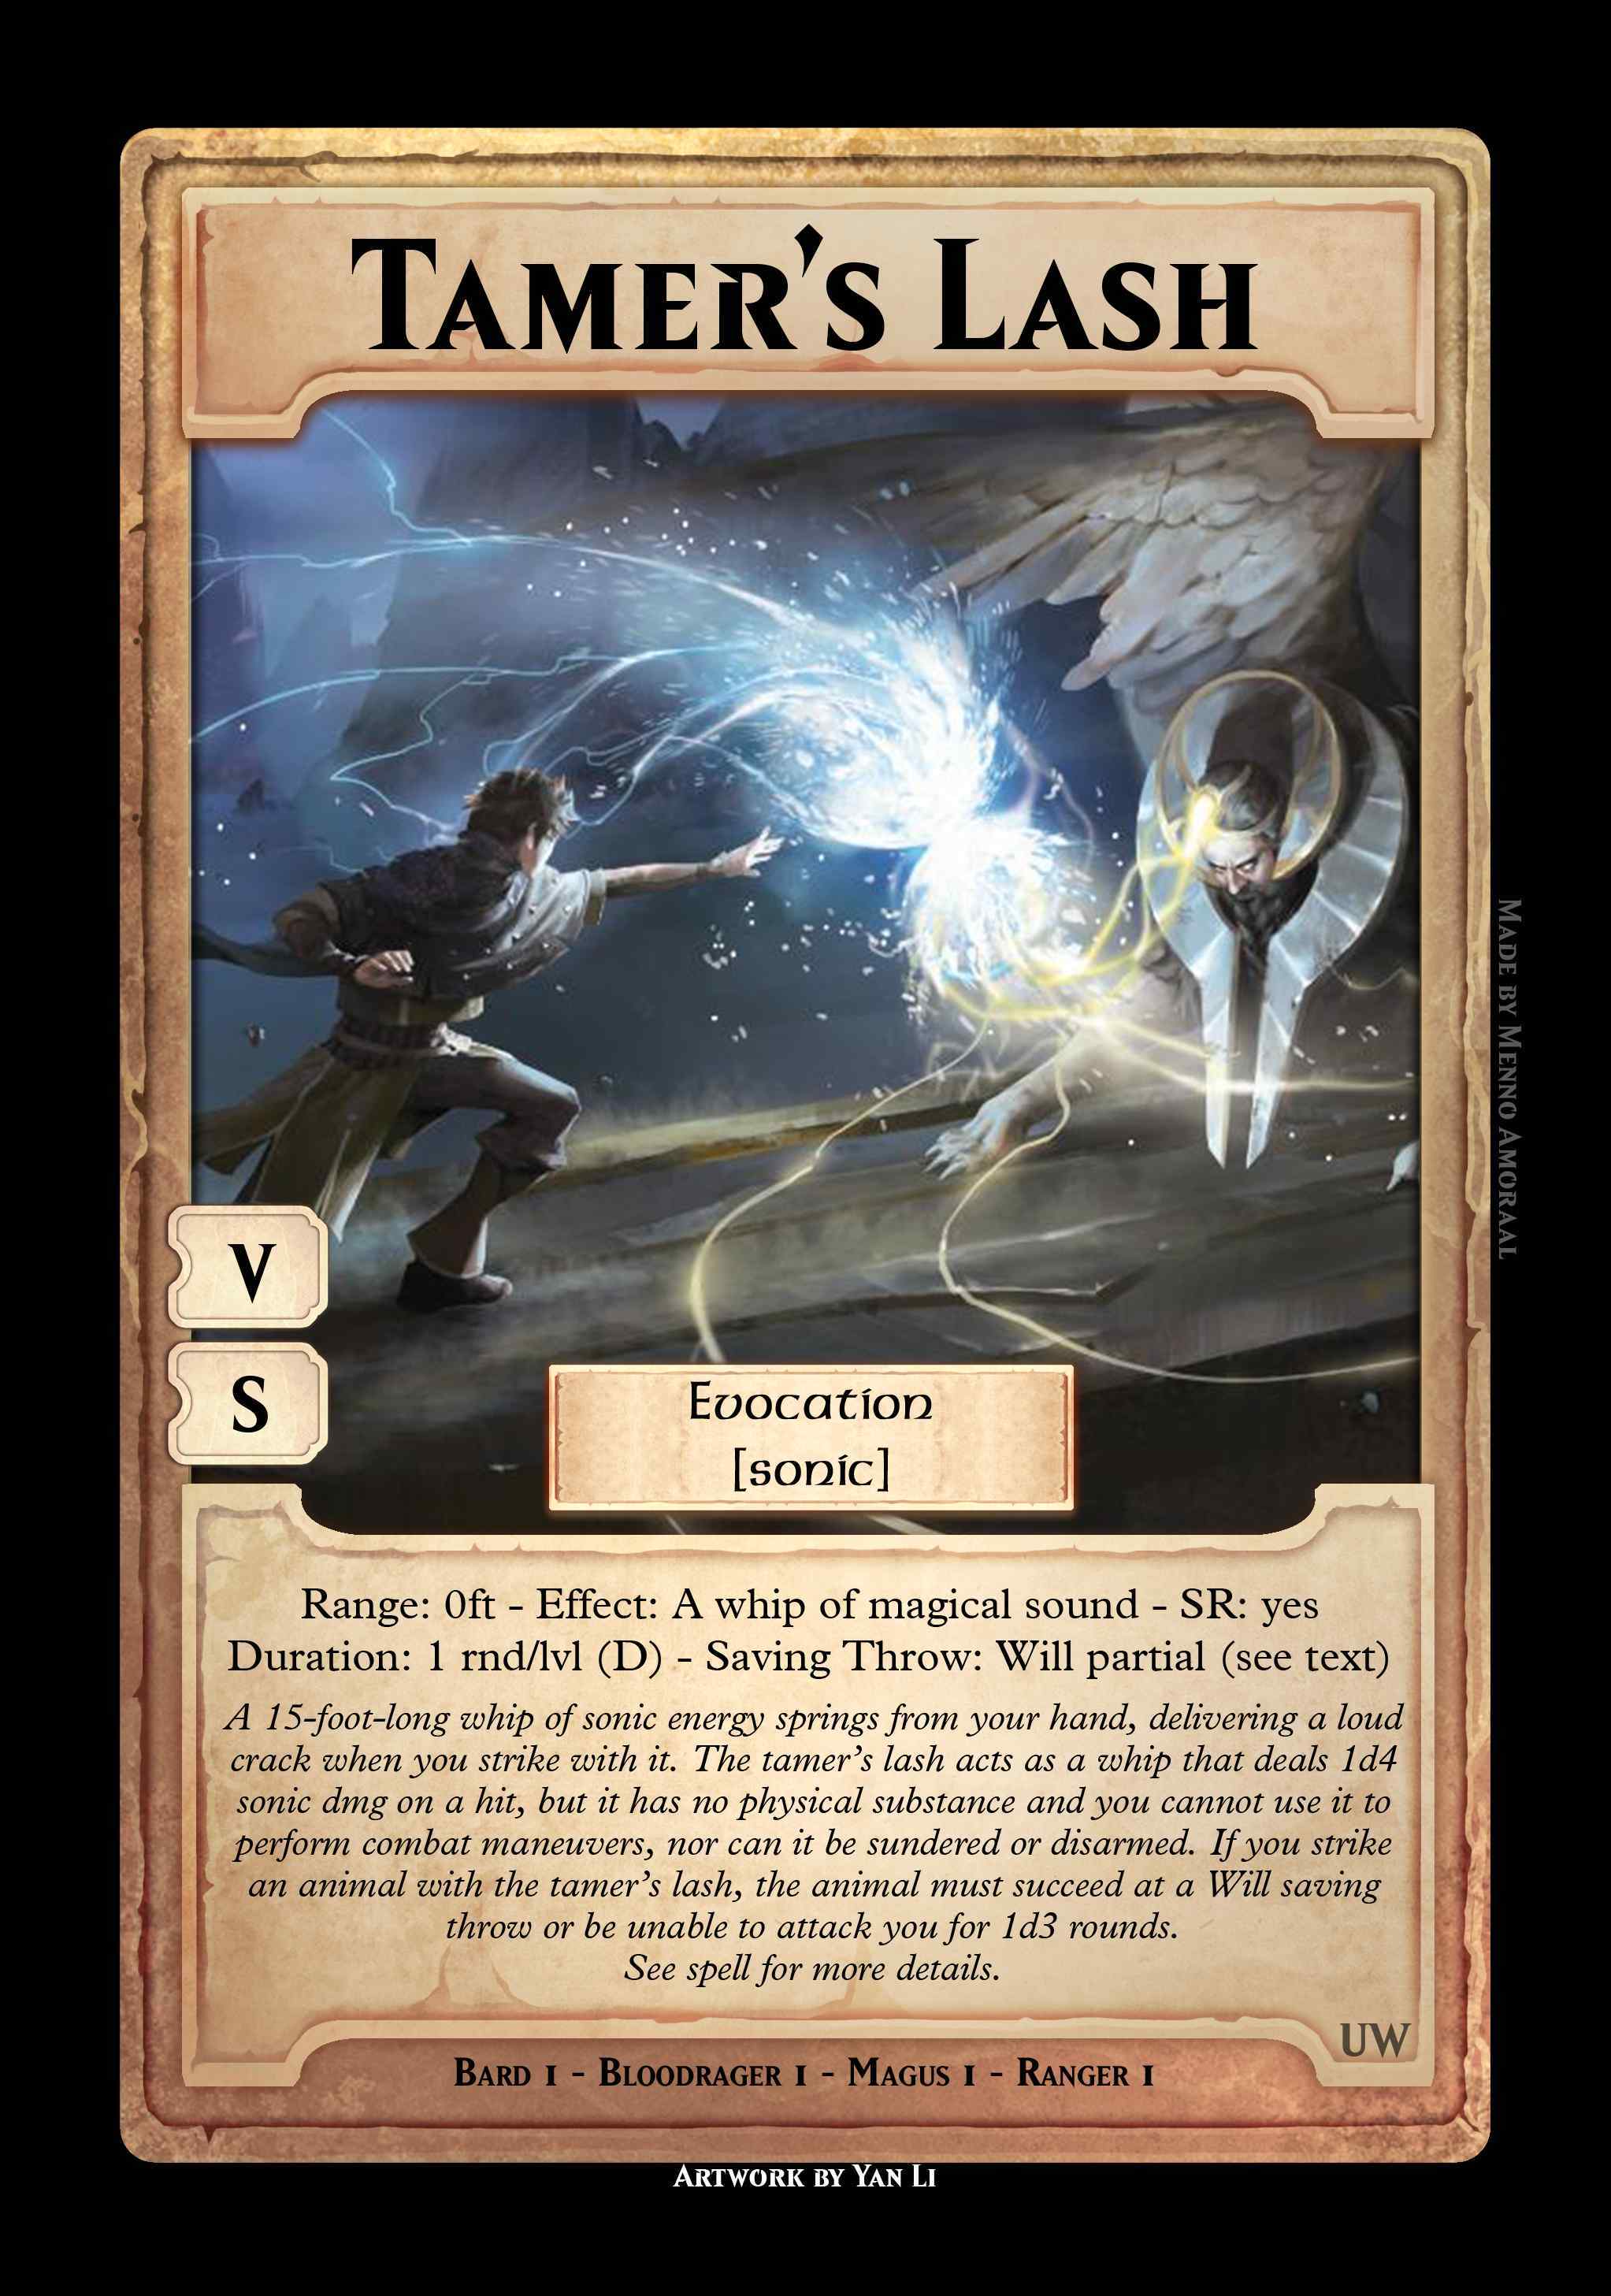 Tamer's Lash
V
S
Evocation
[sonic]
Range: 0ft - Effect: A whip of magical sound - SR: yes
Duration: 1 rnd/lvl (D) - Saving Throw: Will partial (see text)
A 15-foot-long whip of sonic energy springs from your hand, delivering a loud
crack when you strike with it. The tamer's lash acts as a whip that deals 1d4
sonic dmg on a hit, but it has no physical substance and you cannot use it to
perform combat maneuvers, nor can it be sundered or disarmed. If you strike
an animal with the tamer's lash, the animal must succeed at a Will saving
throw or be unable to attack you for 1d3 rounds.
See spell for more details.
UW
Bard 1 - Bloodrager 1 - Magus 1 - Ranger 1
Artwork by Yan Li
Made by Menno Amoraal